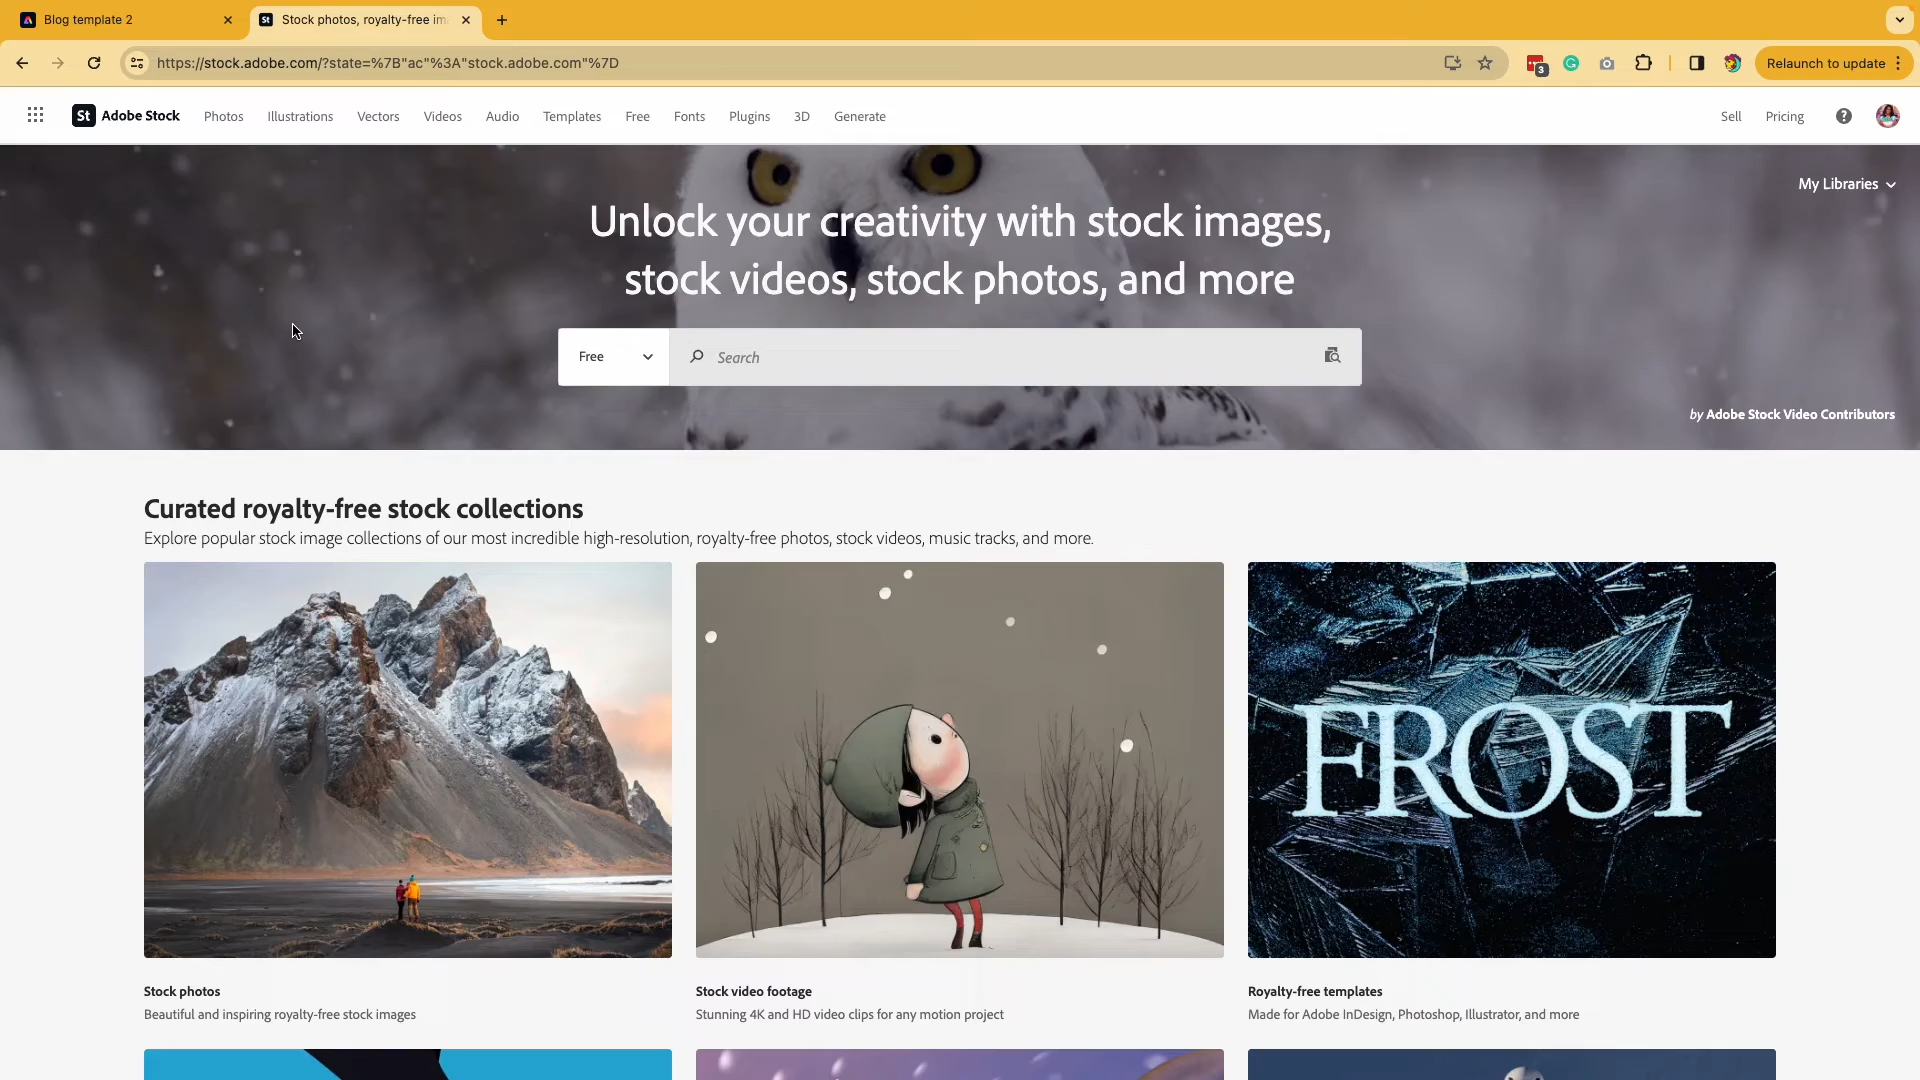 Blog template 2
Stock photos, royalty-free im
https://stock.adobe.com/?state=%7B"ac"%3A"stock.adobe.com"%7D
3
Relaunch to update
St Adobe Stock
Photos
Illustrations
Vectors
Videos
Audio
Templates
Free
Fonts
Plugins
3D
Generate
Sell
Pricing
My Libraries
Unlock your creativity with stock images,
stock videos, stock photos, and more
Free
Search
by Adobe Stock Video Contributors
Curated royalty-free stock collections
Explore popular stock image collections of our most incredible high-resolution, royalty-free photos, stock videos, music tracks, and more.
FROST
Stock photos
Beautiful and inspiring royalty-free stock images
Stock video footage
Stunning 4K and HD video clips for any motion project
Royalty-free templates
Made for Adobe InDesign, Photoshop, Illustrator, and more